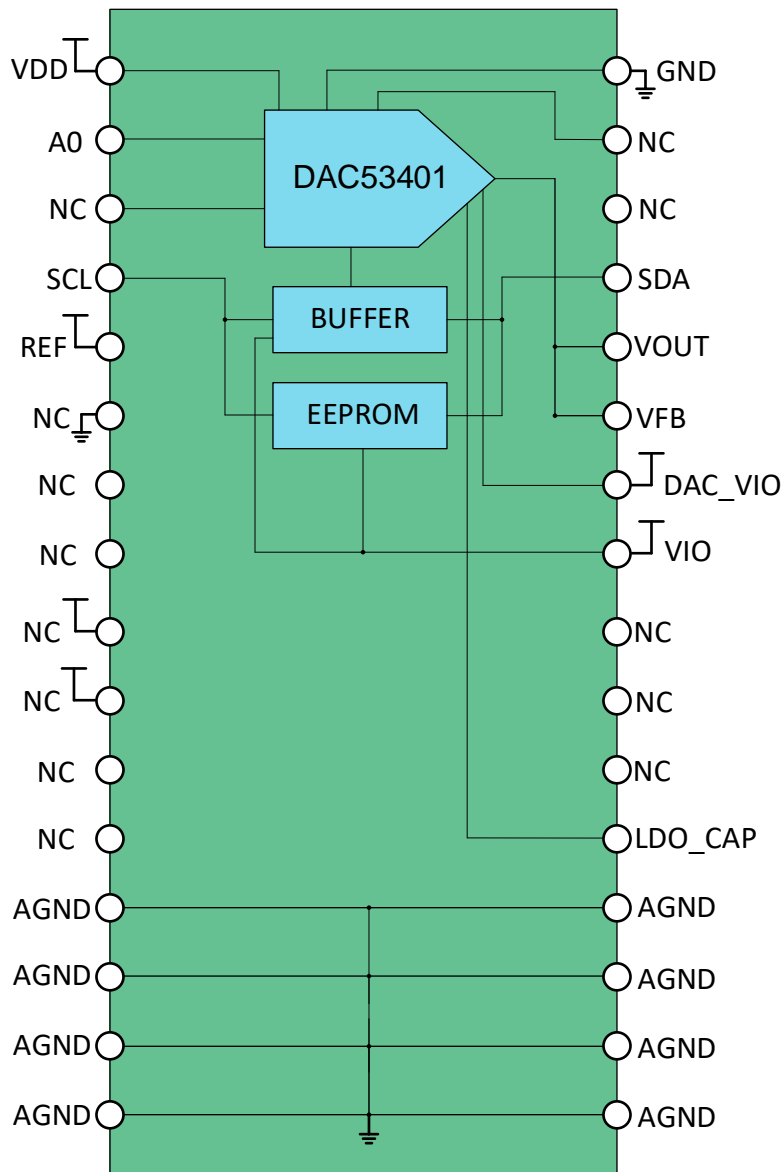 VDD
GND
A0
NC
DAC53401
NC
NC
SCL
SDA
BUFFER
REF
VOUT
NC
EEPROM
VFB
NC
DAC_VIO
NC
VIO
NC
NC
NC
NC
NC
NC
NC
LDO_CAP
AGND
AGND
AGND
AGND
AGND
AGND
AGND
AGND